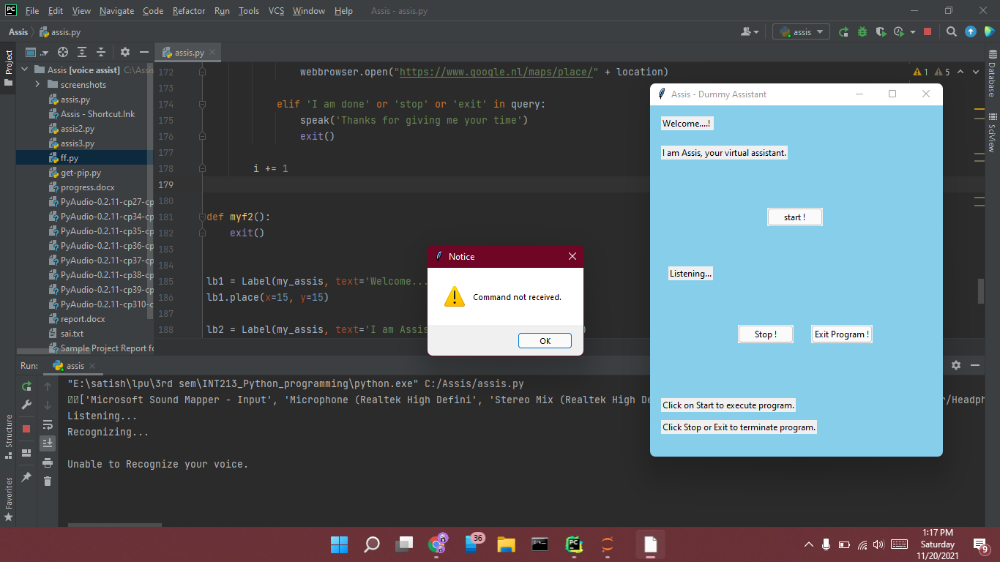 PC File Edit View Navigate Code Refactor Run Tools VCS Window Help Assis - assis.py
Assis assis.py assis
Project
Assis [voice assist] C:\Assis
screenshots
assis.py
Assis - Shortcut.lnk
assis2.py
assis3.py
ff.py
get-pip.py
progress.docx
PyAudio-0.2.11-cp27-cp
PyAudio-0.2.11-cp34-cp
PyAudio-0.2.11-cp35-cp
PyAudio-0.2.11-cp36-cp
PyAudio-0.2.11-cp37-cp
PyAudio-0.2.11-cp38-cp
PyAudio-0.2.11-cp39-cp
PyAudio-0.2.11-cp310-c
report.docx
sai.txt
Sample Project Report fo
assis.py
1 5
172 webbrowser.open("https://www.google.nl/maps/place/" + location)
173
174 elif 'I am done' or 'stop' or 'exit' in query:
175 speak('Thanks for giving me your time')
176 exit()
177
178 i += 1
179
180
181 def myf2():
182 exit()
183
184
185 lb1 = Label(my_assis, text='Welcome...
186 lb1.place(x=15, y=15)
187
188 lb2 = Label(my_assis, text='I am Assis )
Database
SciView
Assis - Dummy Assistant
Welcome....!
I am Assis, your virtual assistant.
start !
Listening...
Stop ! Exit Program !
Click on Start to execute program.
Click Stop or Exit to terminate program.
Notice
Command not received.
OK
Run: assis
"E:\satish\lpu\3rd sem\INT213_Python_programming\python.exe" C:/Assis/assis.py
['Microsoft Sound Mapper - Input', 'Microphone (Realtek High Defini', 'Stereo Mix (Realtek High De r/Headph
Listening...
Recognizing...
Unable to Recognize your voice.
Structure
Favorites
36
PC
1:17 PM
Saturday
11/20/2021
9